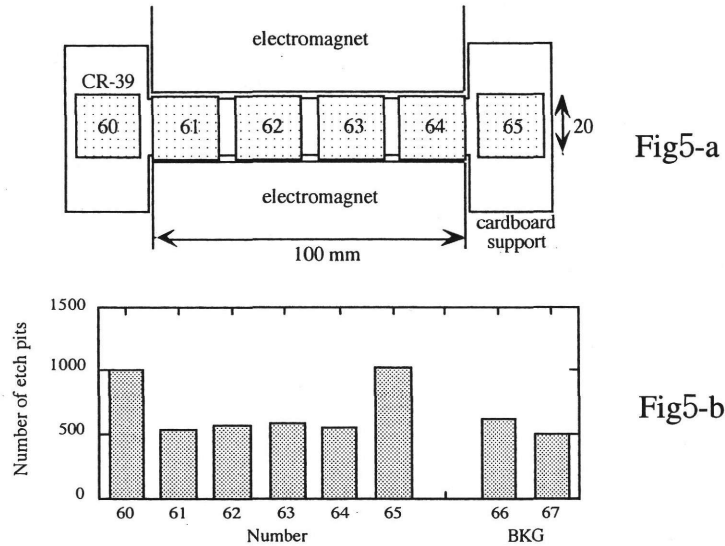 electromagnet
CR-39
60 61 62 63 64 65 20
Fig5-a
electromagnet
100 mm
cardboard
support
1500
1000
500
0
Number of etch pits
60 61 62 63 64 65 66 67
Number BKG
Fig5-b